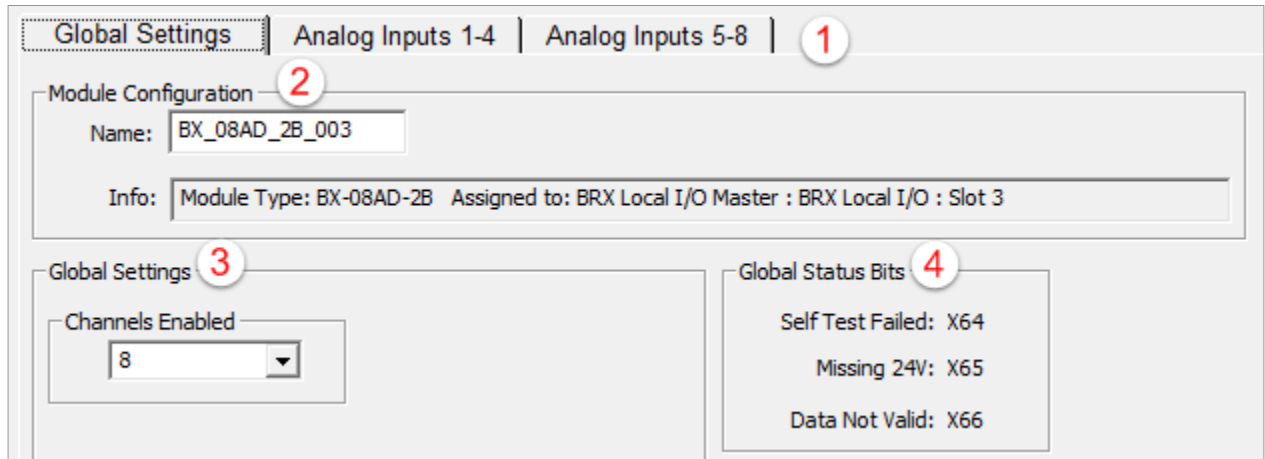 Global Settings Analog Inputs 1-4 Analog Inputs 5-8 1
Module Configuration 2
Name: BX_08AD_2B_003
Info: Module Type: BX-08AD-2B Assigned to: BRX Local I/O Master : BRX Local I/O : Slot 3
Global Settings 3
Channels Enabled
8
Global Status Bits 4
Self Test Failed: X64
Missing 24V: X65
Data Not Valid: X66